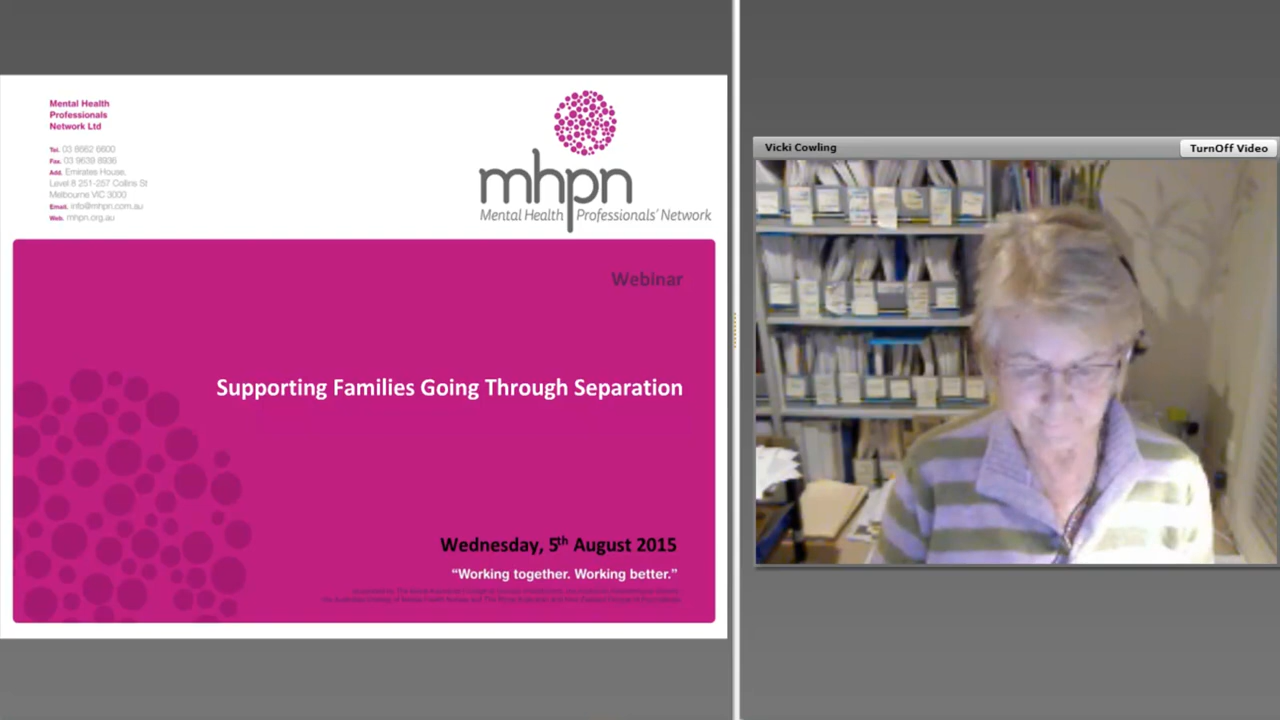 Mental Health
Professionals
Network Ltd
Tel. 03 8662 6600
Fax. 03 9639 8936
Add. Emirates House,
Level 8 251-257 Collins St
Melbourne VIC 3000
Email. info@mhpn.com.au
Web. mhpn.org.au
mhpn
Mental Health Professionals' Network
Webinar
Supporting Families Going Through Separation
Wednesday, 5th August 2015
“Working together. Working better.”
Vicki Cowling
TurnOff Video